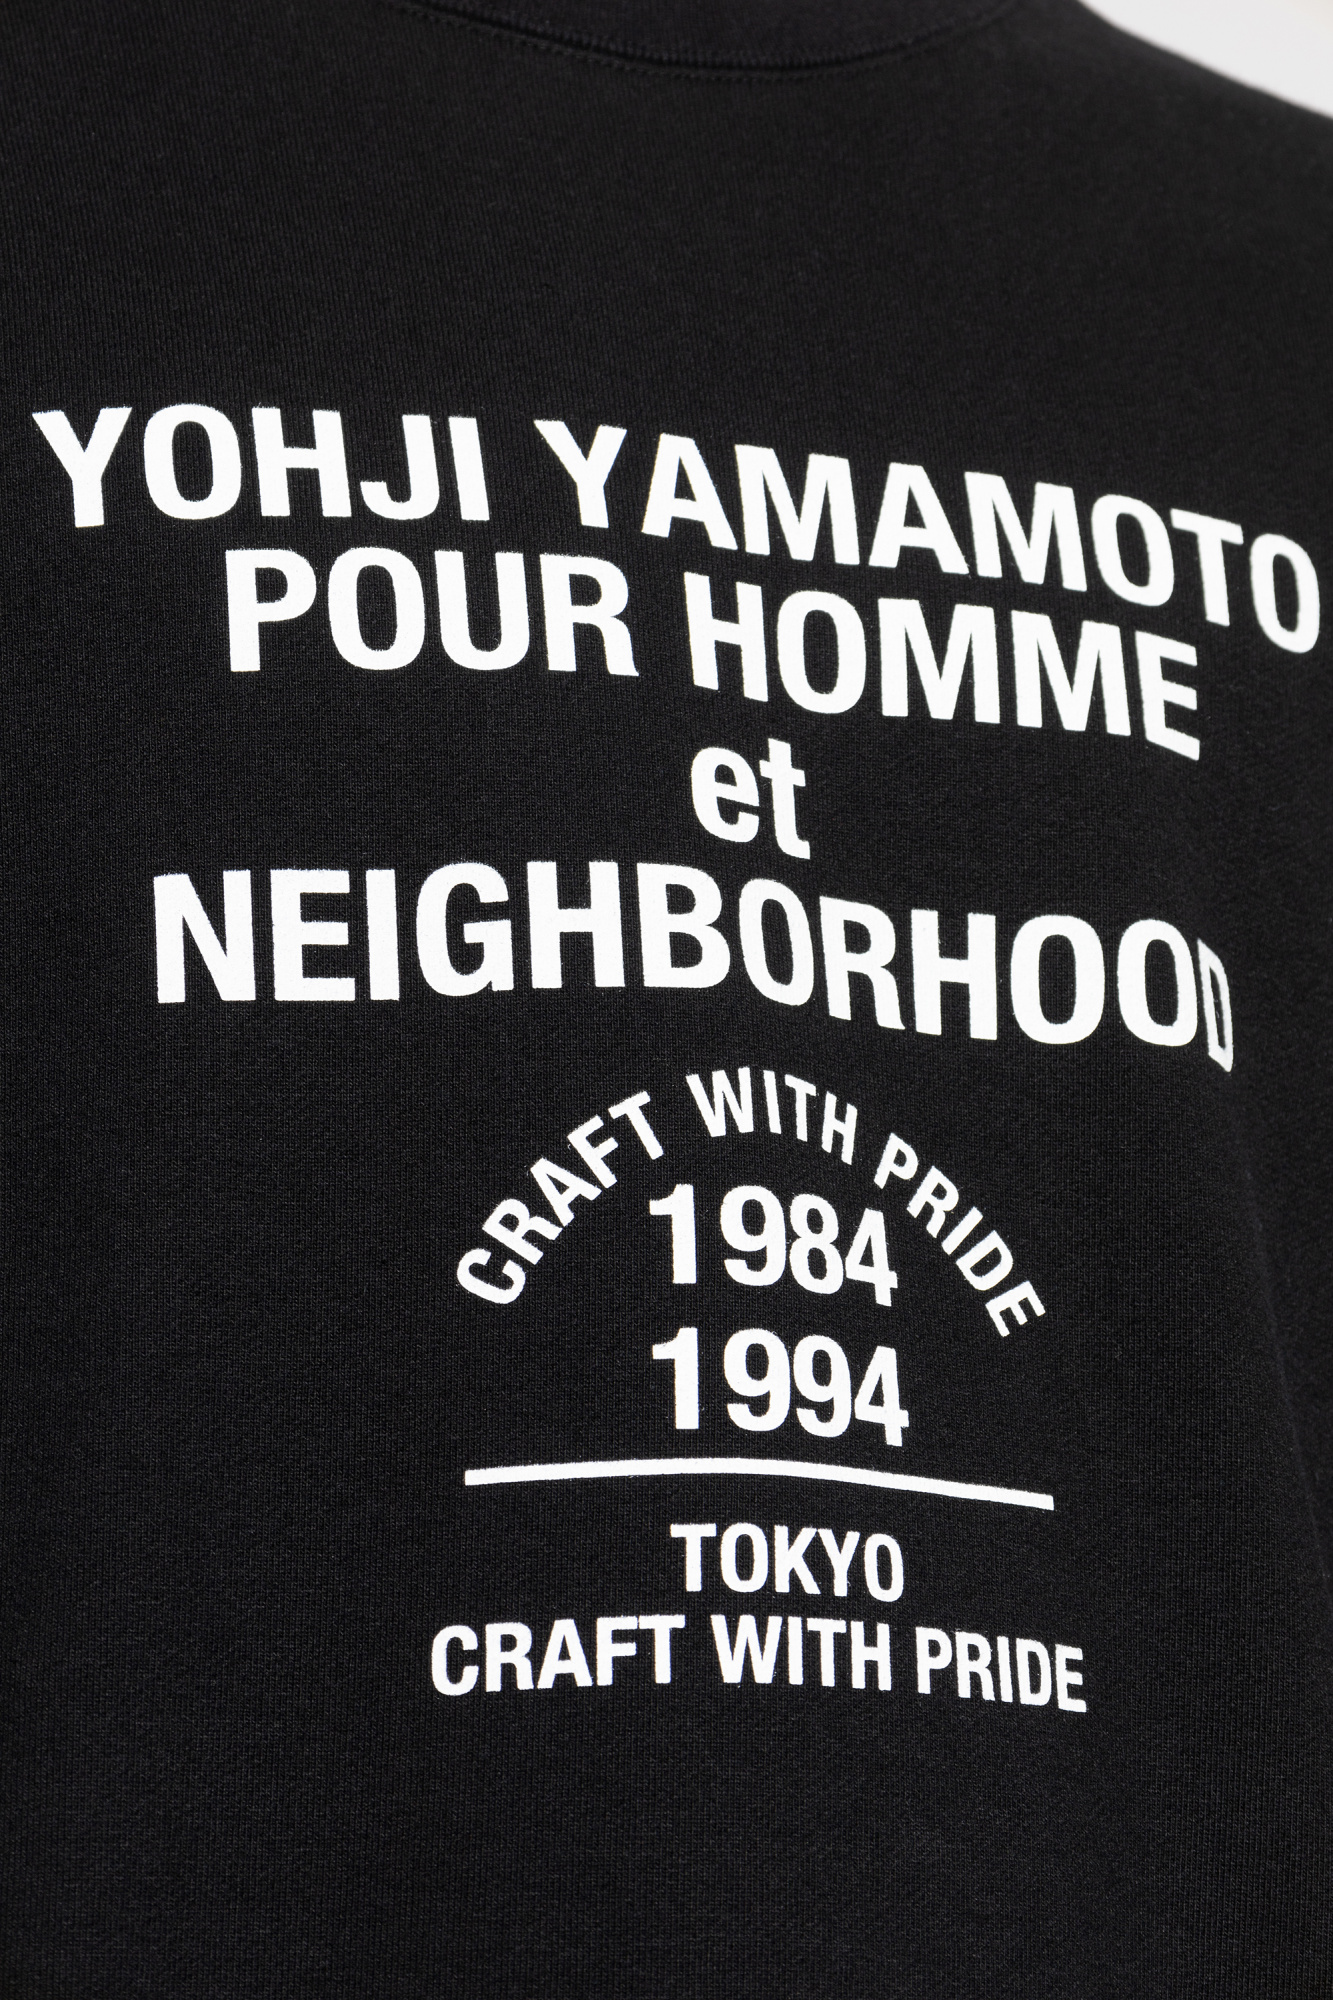 YOHJI YAMAMOTO
POUR HOMME
et
NEIGHBORHOOD
CRAFT WITH PRIDE
1984
1994
TOKYO
CRAFT WITH PRIDE